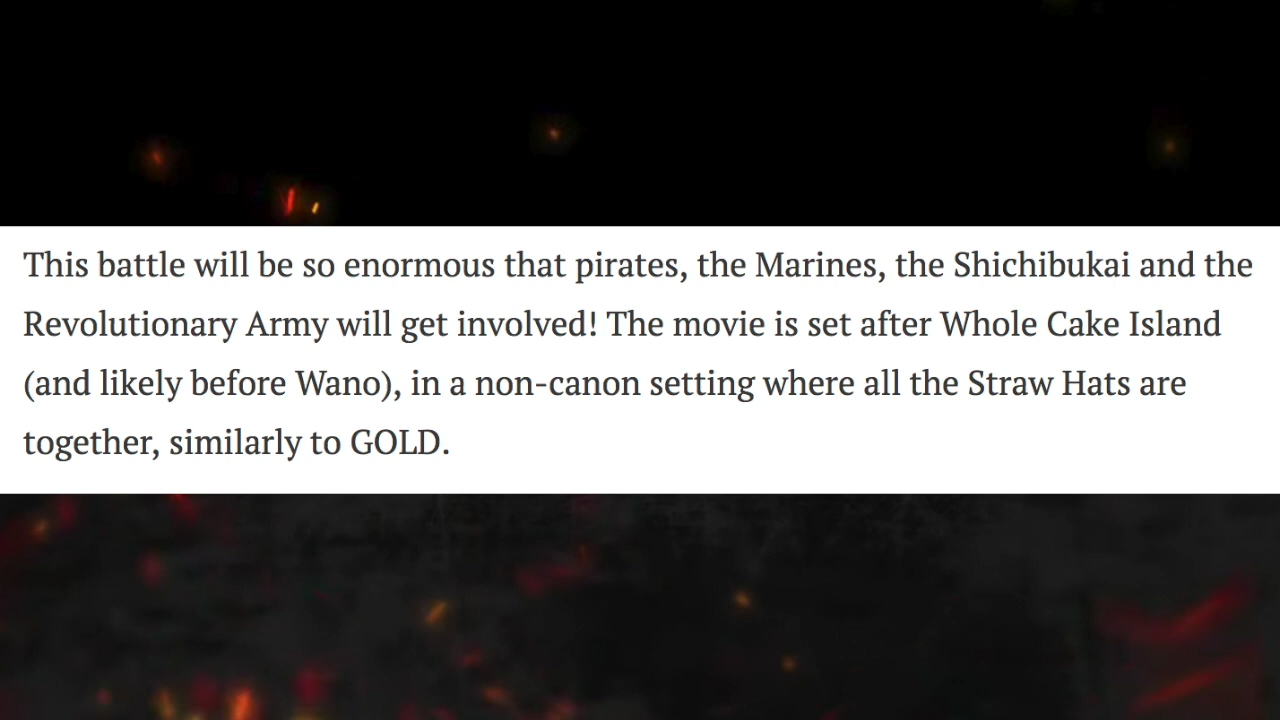 This battle will be so enormous that pirates, the Marines, the Shichibukai and the
Revolutionary Army will get involved! The movie is set after Whole Cake Island
(and likely before Wano), in a non-canon setting where all the Straw Hats are
together, similarly to GOLD.